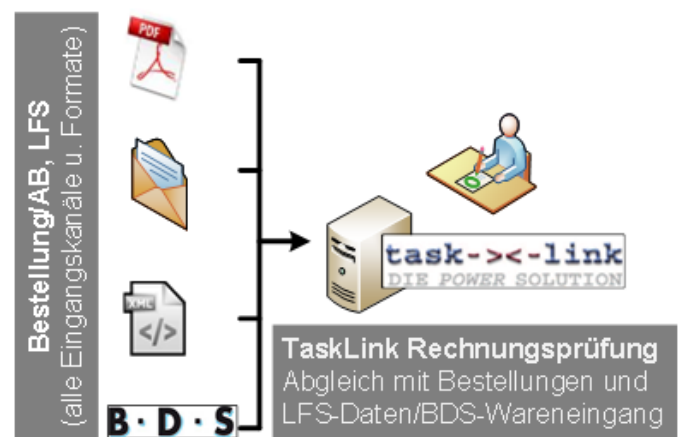 Bestellung/AB, LFS
(alle Eingangskanäle u. Formate)
PDF
XML
</>
B · D · S
task-><-link
DIE POWER SOLUTION
TaskLink Rechnungsprüfung
Abgleich mit Bestellungen und
LFS-Daten/BDS-Wareneingang